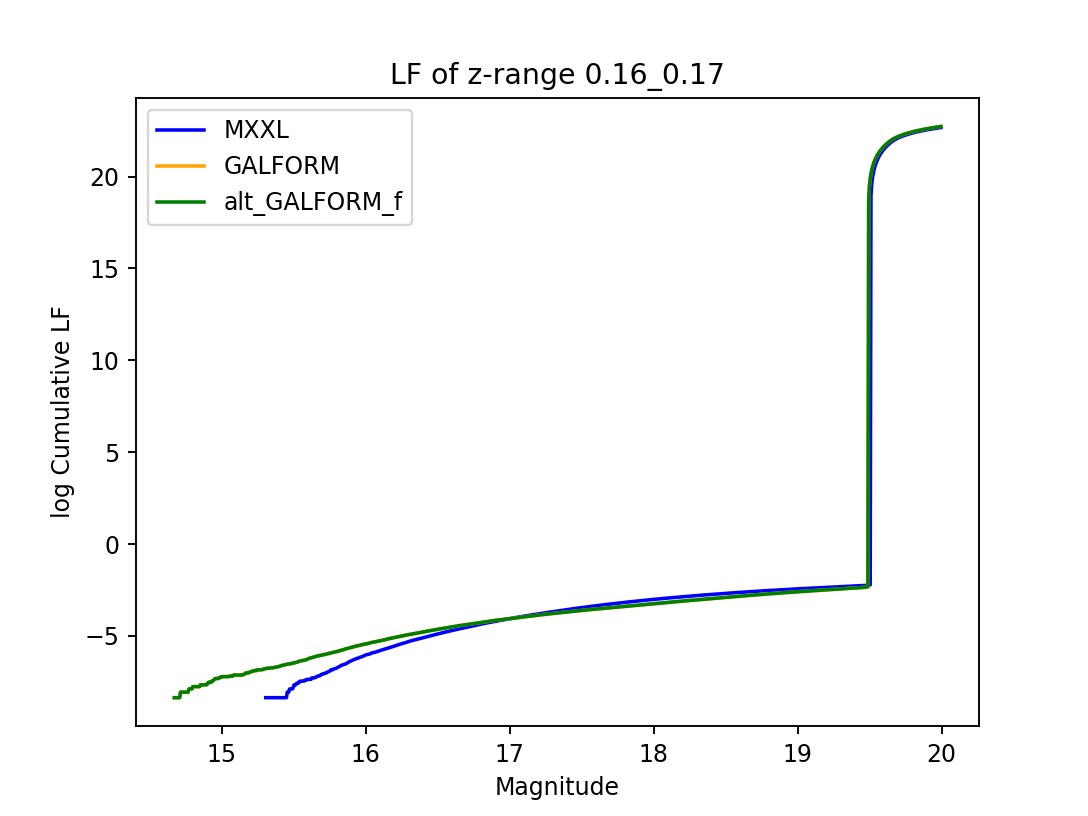 LF of z-range 0.16_0.17
MXXL
GALFORM
alt_GALFORM_f
log Cumulative LF
20
15
10
5
0
−5
15 16 17 18 19 20
Magnitude